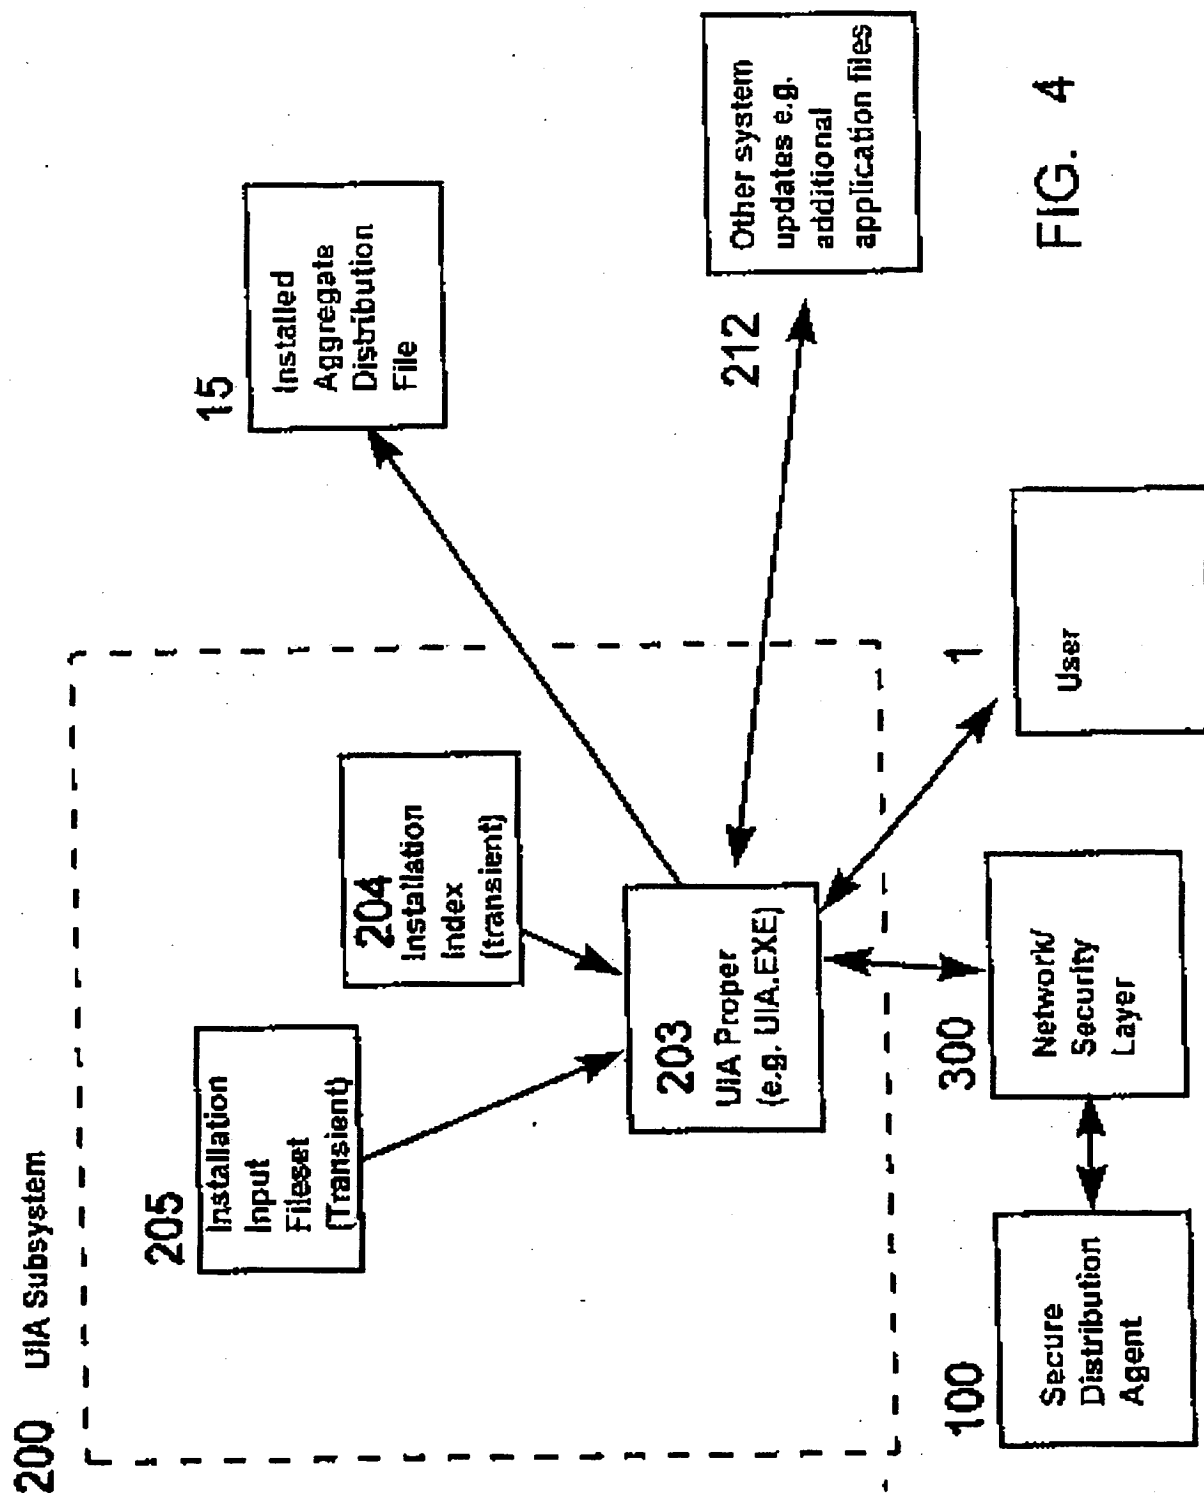 200 UIA Subsystem
205
Installation
Input
Fileset
(Transient)
204
Installation
Index
(transient)
15
Installed
Aggregate
Distribution
File
203
UIA Proper
(e.g. UIA.EXE)
212
Other system
updates e.g.
additional
application files
100
Secure
Distribution
Agent
300
Network/
Security
Layer
1
User
FIG. 4